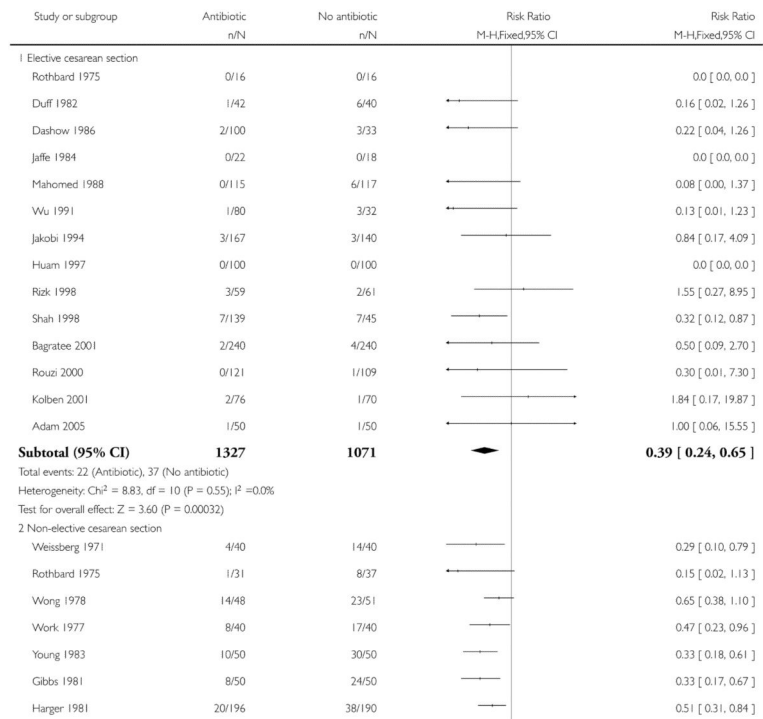 Study or subgroup Antibiotic No antibiotic Risk Ratio Risk Ratio
n/N n/N M-H,Fixed,95% CI M-H,Fixed,95% CI
1 Elective cesarean section
Rothbard 1975 0/16 0/16 0.0 [ 0.0, 0.0 ]
Duff 1982 1/42 6/40 0.16 [ 0.02, 1.26 ]
Dashow 1986 2/100 3/33 0.22 [ 0.04, 1.26 ]
Jaffe 1984 0/22 0/18 0.0 [ 0.0, 0.0 ]
Mahomed 1988 0/115 6/117 0.08 [ 0.00, 1.37 ]
Wu 1991 1/80 3/32 0.13 [ 0.01, 1.23 ]
Jakobi 1994 3/167 3/140 0.84 [ 0.17, 4.09 ]
Huam 1997 0/100 0/100 0.0 [ 0.0, 0.0 ]
Rizk 1998 3/59 2/61 1.55 [ 0.27, 8.95 ]
Shah 1998 7/139 7/45 0.32 [ 0.12, 0.87 ]
Bagratee 2001 2/240 4/240 0.50 [ 0.09, 2.70 ]
Rouzi 2000 0/121 1/109 0.30 [ 0.01, 7.30 ]
Kolben 2001 2/76 1/70 1.84 [ 0.17, 19.87 ]
Adam 2005 1/50 1/50 1.00 [ 0.06, 15.55 ]
Subtotal (95% CI) 1327 1071 0.39 [ 0.24, 0.65 ]
Total events: 22 (Antibiotic), 37 (No antibiotic)
Heterogeneity: Chi² = 8.83, df = 10 (P = 0.55); I² =0.0%
Test for overall effect: Z = 3.60 (P = 0.00032)
2 Non-elective cesarean section
Weissberg 1971 4/40 14/40 0.29 [ 0.10, 0.79 ]
Rothbard 1975 1/31 8/37 0.15 [ 0.02, 1.13 ]
Wong 1978 14/48 23/51 0.65 [ 0.38, 1.10 ]
Work 1977 8/40 17/40 0.47 [ 0.23, 0.96 ]
Young 1983 10/50 30/50 0.33 [ 0.18, 0.61 ]
Gibbs 1981 8/50 24/50 0.33 [ 0.17, 0.67 ]
Harger 1981 20/196 38/190 0.51 [ 0.31, 0.84 ]